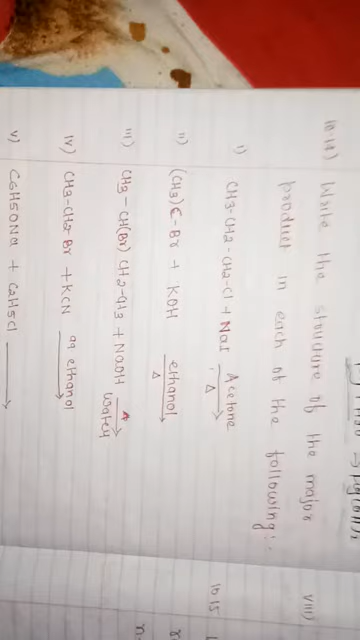 10.14) Write the structure of the major
product in each of the following:-
i) CH3-CH2-CH2-Cl + NaI Acetone Δ
ii) (CH3)C-Br + KOH ethanol Δ
iii) CH3-CH(Br)CH2-CH3 + NaOH Δ water
iv) CH3-CH2-Br + KCN aq ethanol
v) C6H5ONa + C2H5Cl
viii)
10.15